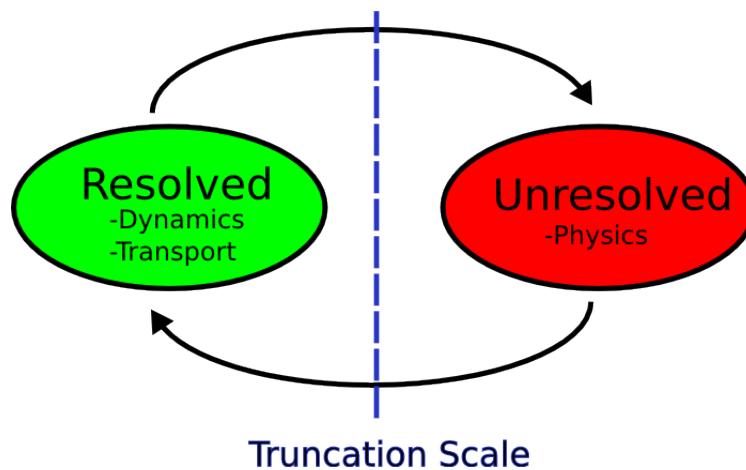 Resolved
-Dynamics
-Transport
Unresolved
-Physics
Truncation Scale